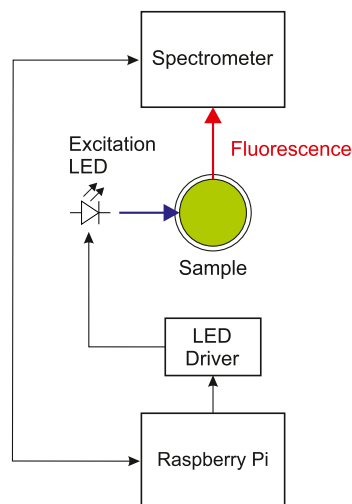 Spectrometer
Excitation
LED
Fluorescence
Sample
LED
Driver
Raspberry Pi